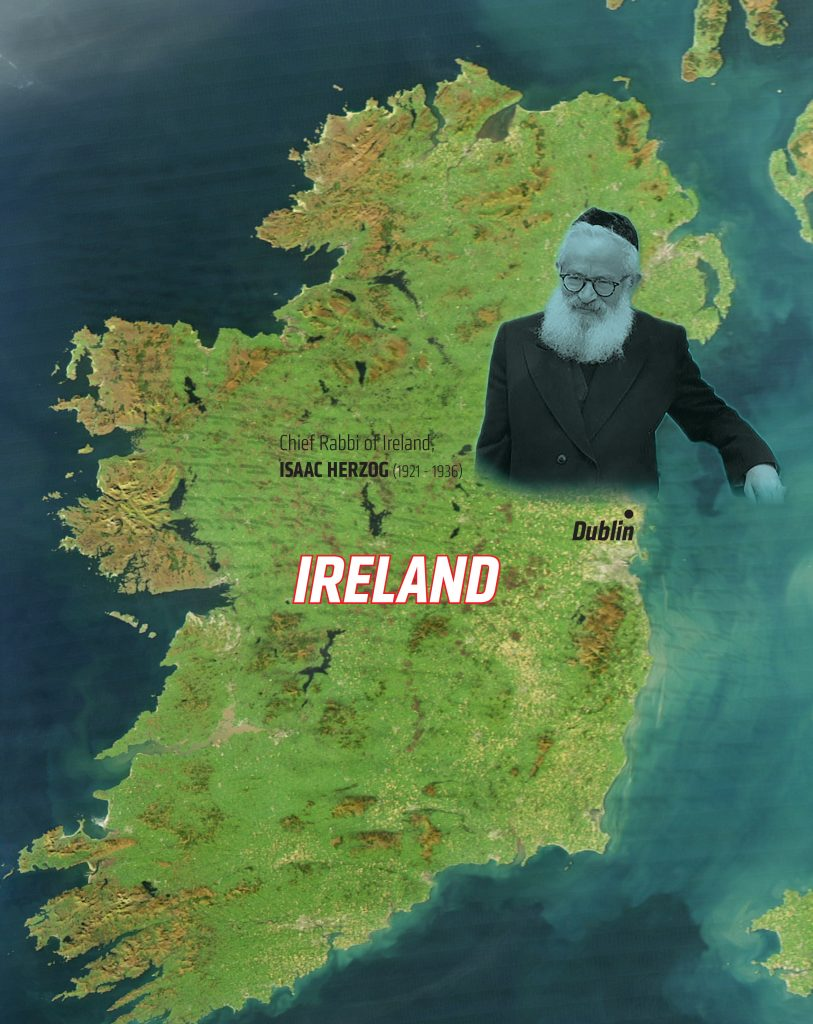 Chief Rabbi of Ireland,
ISAAC HERZOG (1921 - 1936)
Dublin
IRELAND